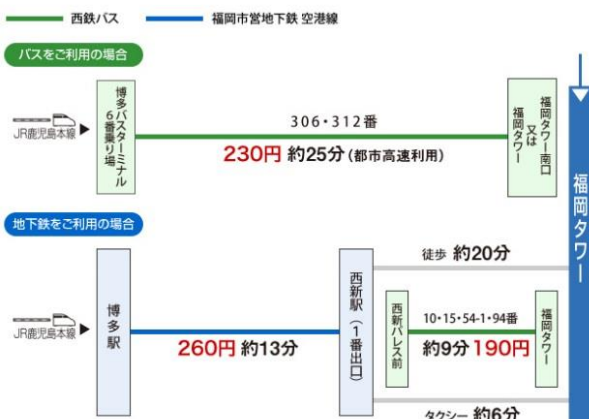 西鉄バス
福岡市営地下鉄 空港線
バスをご利用の場合
JR鹿児島本線
博多バスターミナル
6番乗り場
306・312番
230円 約25分(都市高速利用)
福岡タワー南口
又は
福岡タワー
福岡タワー
地下鉄をご利用の場合
JR鹿児島本線
博多駅
260円 約13分
西新駅(1番出口)
徒歩 約20分
西新パレス前
10・15・54-1・94番
約9分 190円
福岡タワー
タクシー 約6分